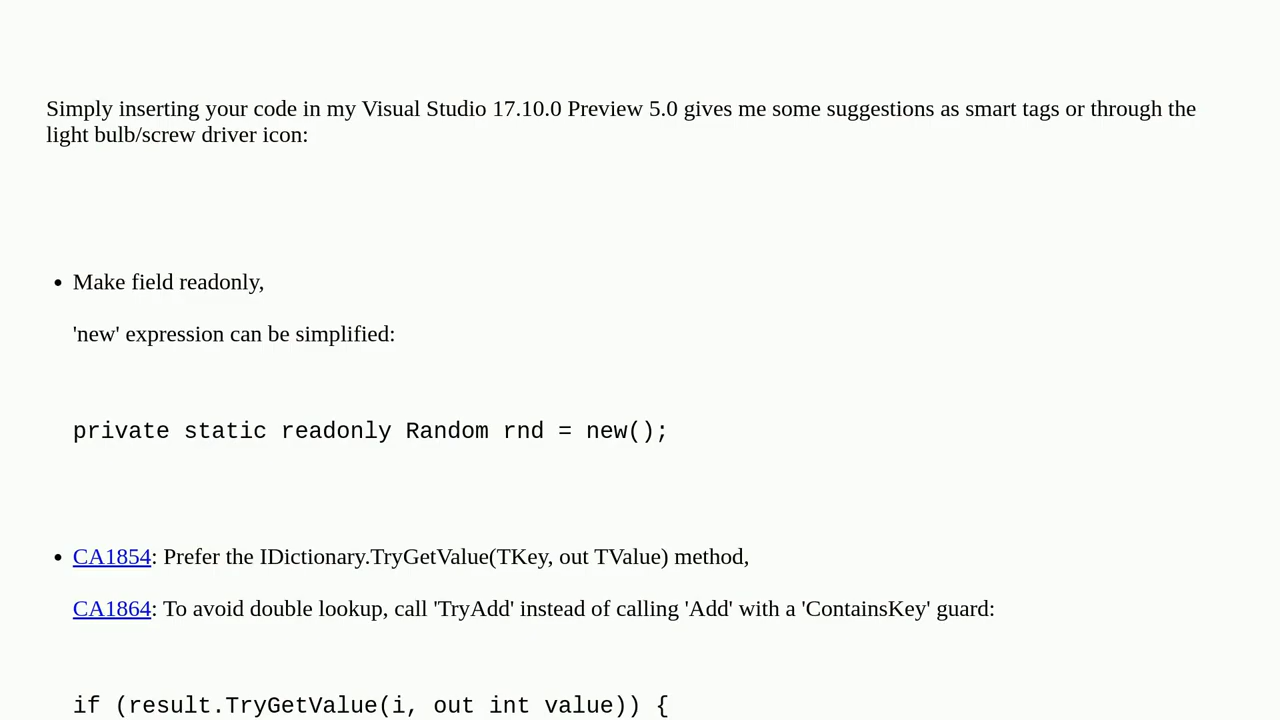 Simply inserting your code in my Visual Studio 17.10.0 Preview 5.0 gives me some suggestions as smart tags or through the
light bulb/screw driver icon:
• Make field readonly,
'new' expression can be simplified:
private static readonly Random rnd = new();
• CA1854: Prefer the IDictionary.TryGetValue(TKey, out TValue) method,
CA1864: To avoid double lookup, call 'TryAdd' instead of calling 'Add' with a 'ContainsKey' guard:
if (result.TryGetValue(i, out int value)) {